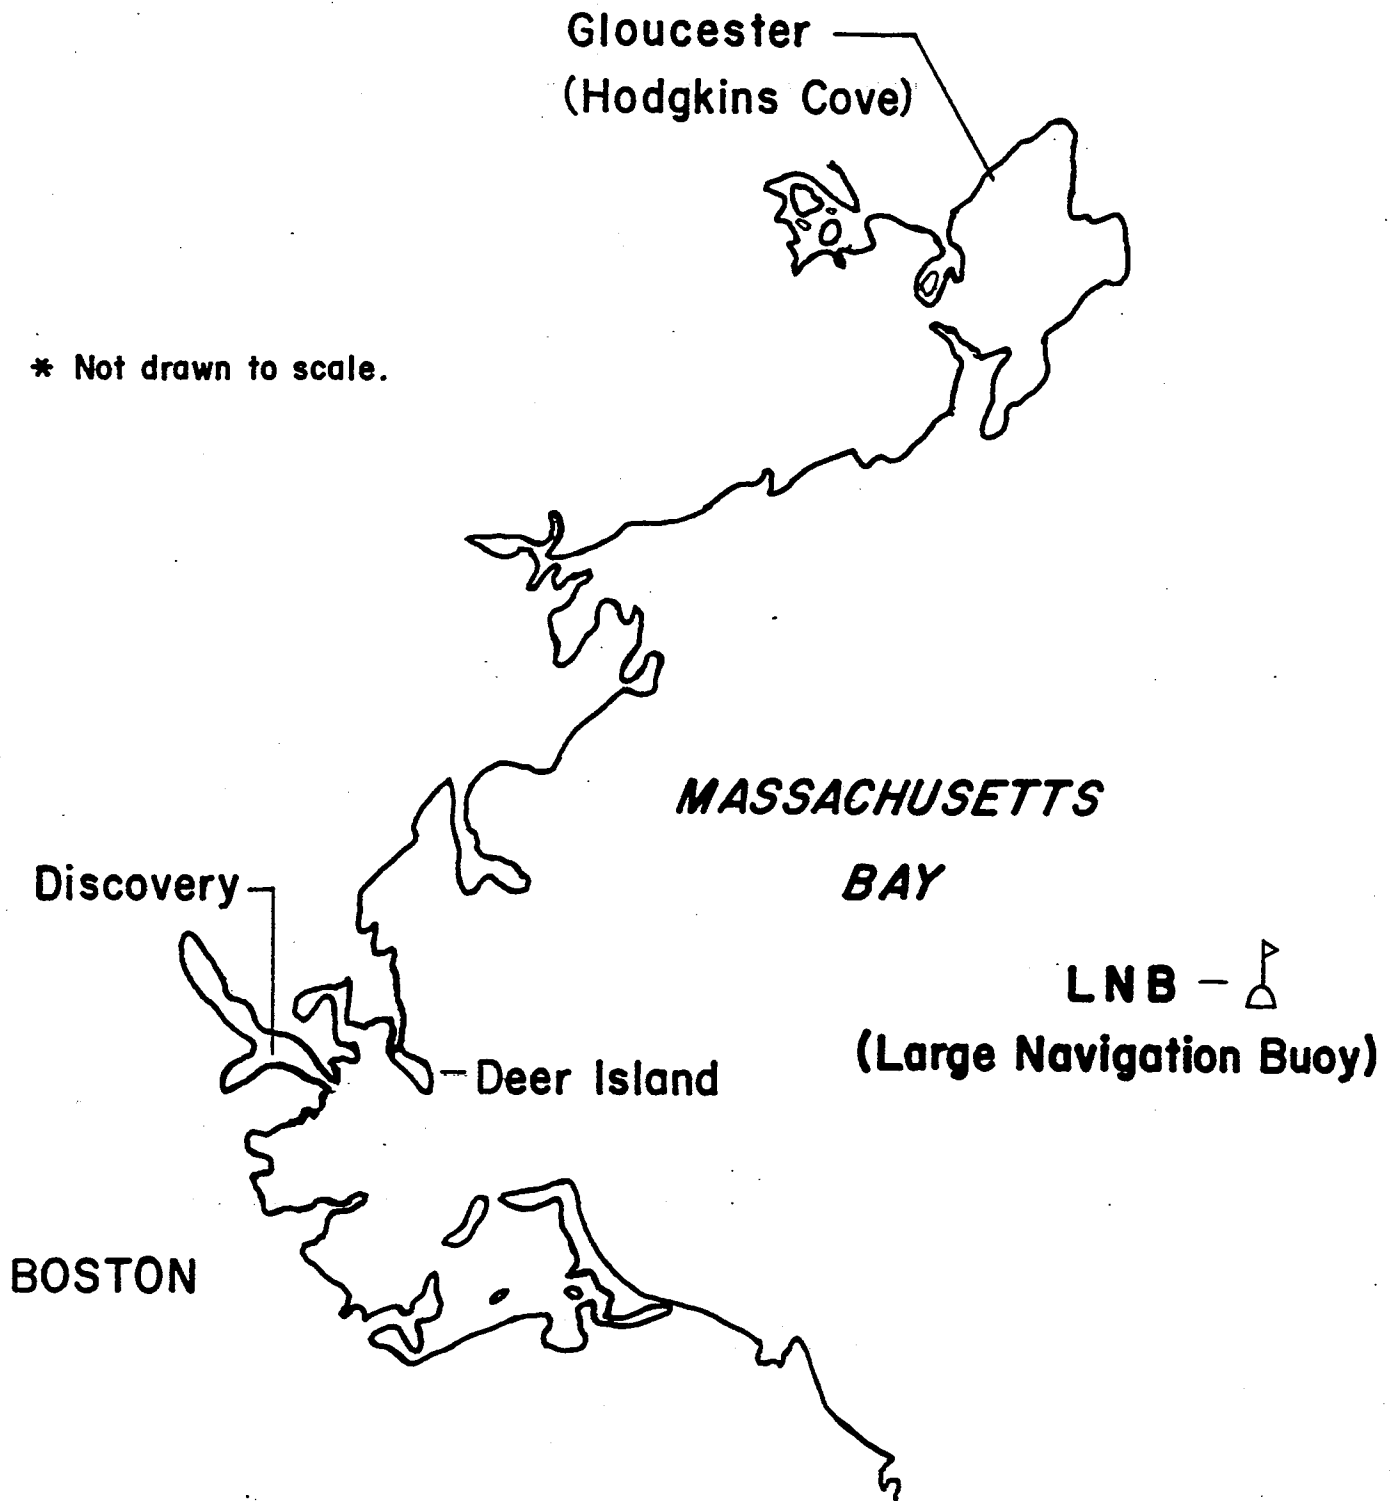 Gloucester
(Hodgkins Cove)
* Not drawn to scale.
MASSACHUSETTS
BAY
Discovery
LNB
(Large Navigation Buoy)
Deer Island
BOSTON